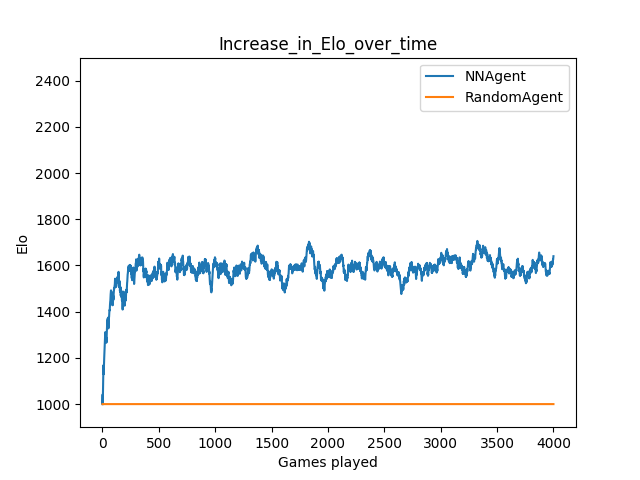 Increase_in_Elo_over_time
NNAgent
RandomAgent
2400
2200
2000
1800
1600
1400
1200
1000
Elo
0 500 1000 1500 2000 2500 3000 3500 4000
Games played